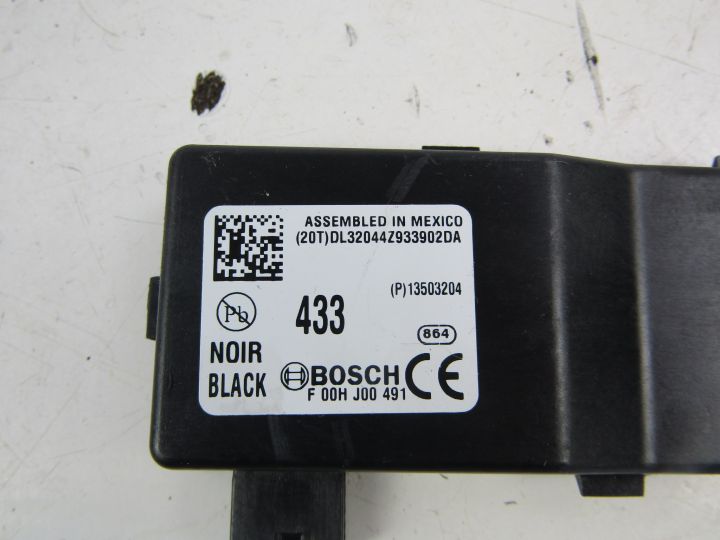 ASSEMBLED IN MEXICO
(20T)DL32044Z933902DA
(P)13503204
Pb
433
864
NOIR
BLACK
BOSCH
CE
F 00H J00 491